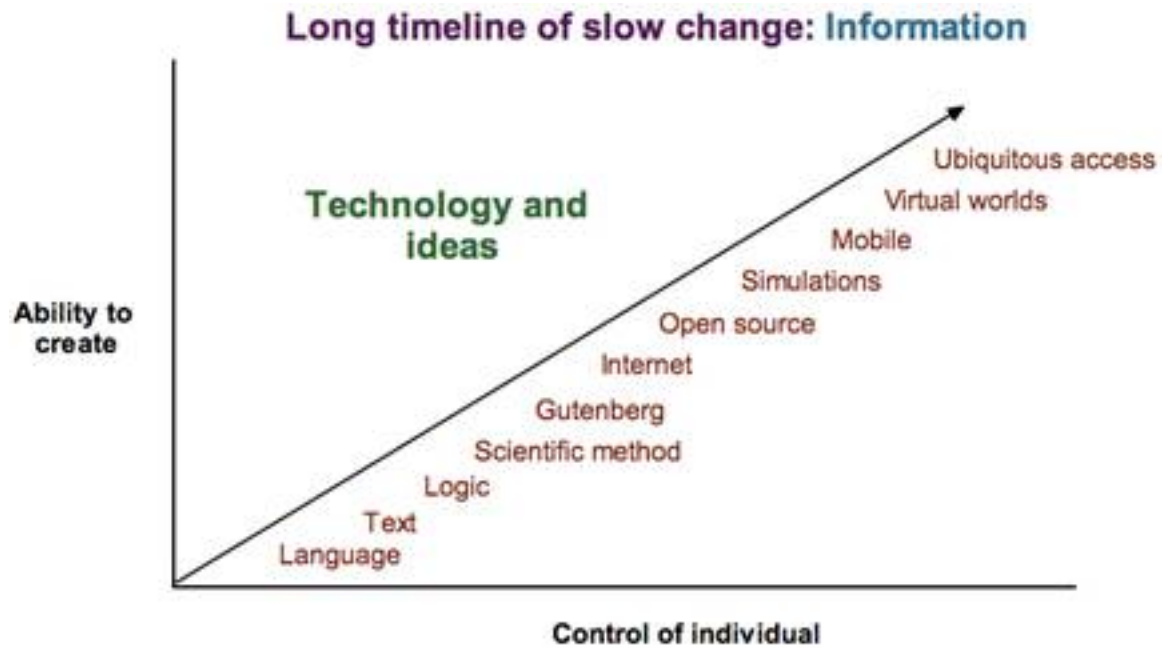 Long timeline of slow change: Information
Ubiquitous access
Virtual worlds
Technology and
ideas
Mobile
Simulations
Ability to
create
Open source
Internet
Gutenberg
Scientific method
Logic
Text
Language
Control of individual